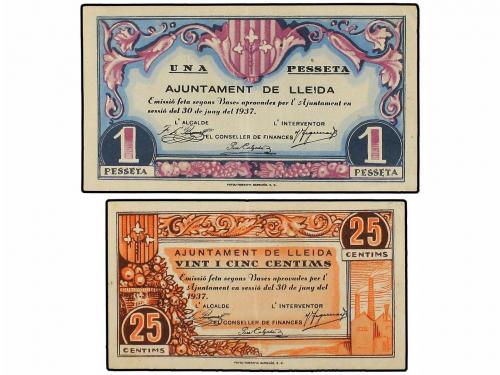 UNA PESSETA
AJUNTAMENT DE LLEIDA
Emissió feta segons Bases aprovades per l'Ajuntament en
sessió del 30 de juny del 1937.
L'ALCALDE L'INTERVENTOR
EL CONSELLER DE FINANCES
1 1
PESSETA PESSETA
25
CENTIMS
AJUNTAMENT DE LLEIDA
VINT I CINC CENTIMS
Emissió feta segons Bases aprovades per l'
Ajuntament en sessió del 30 de juny del
1937.
L'ALCALDE L'INTERVENTOR
EL CONSELLER DE FINANCES
25
CENTIMS